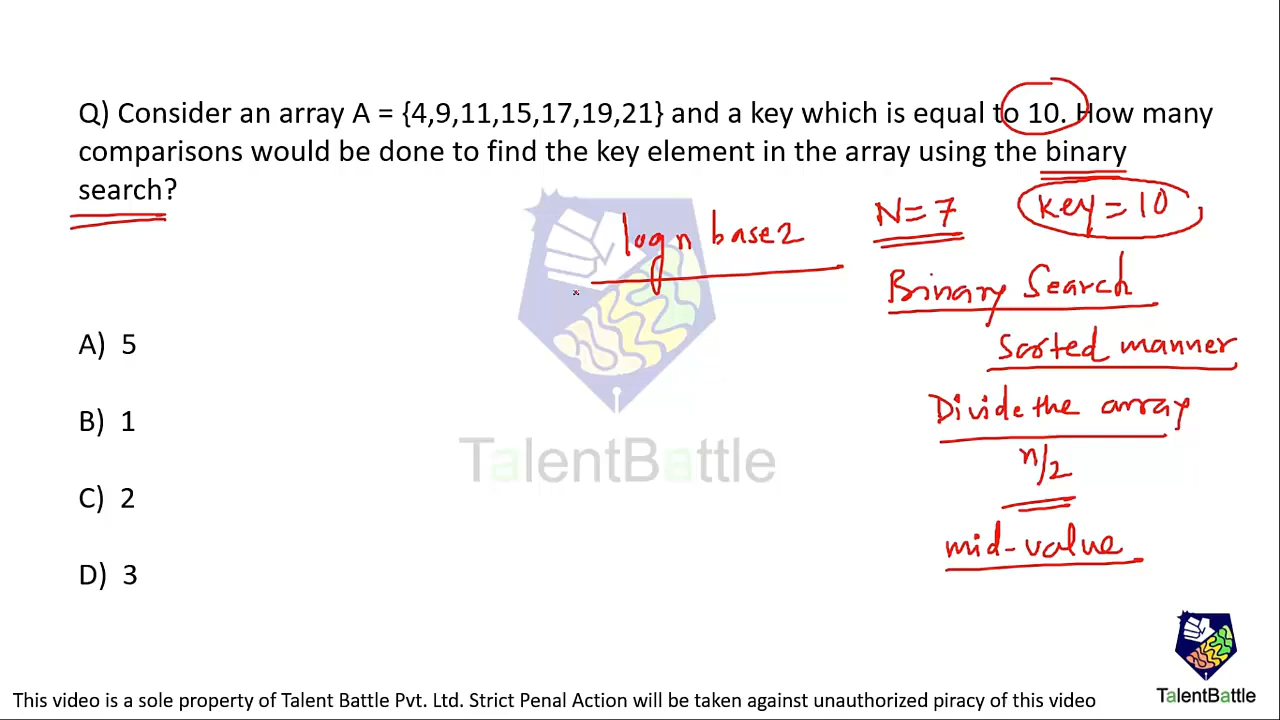 Q) Consider an array A = {4,9,11,15,17,19,21} and a key which is equal to 10. How many
comparisons would be done to find the key element in the array using the binary
search?
N=7
key=10
log n base2
Binary Search
Sorted manner
Divide the array
n/2
mid-value
A) 5
B) 1
C) 2
D) 3
TalentBattle
TalentBattle
This video is a sole property of Talent Battle Pvt. Ltd. Strict Penal Action will be taken against unauthorized piracy of this video